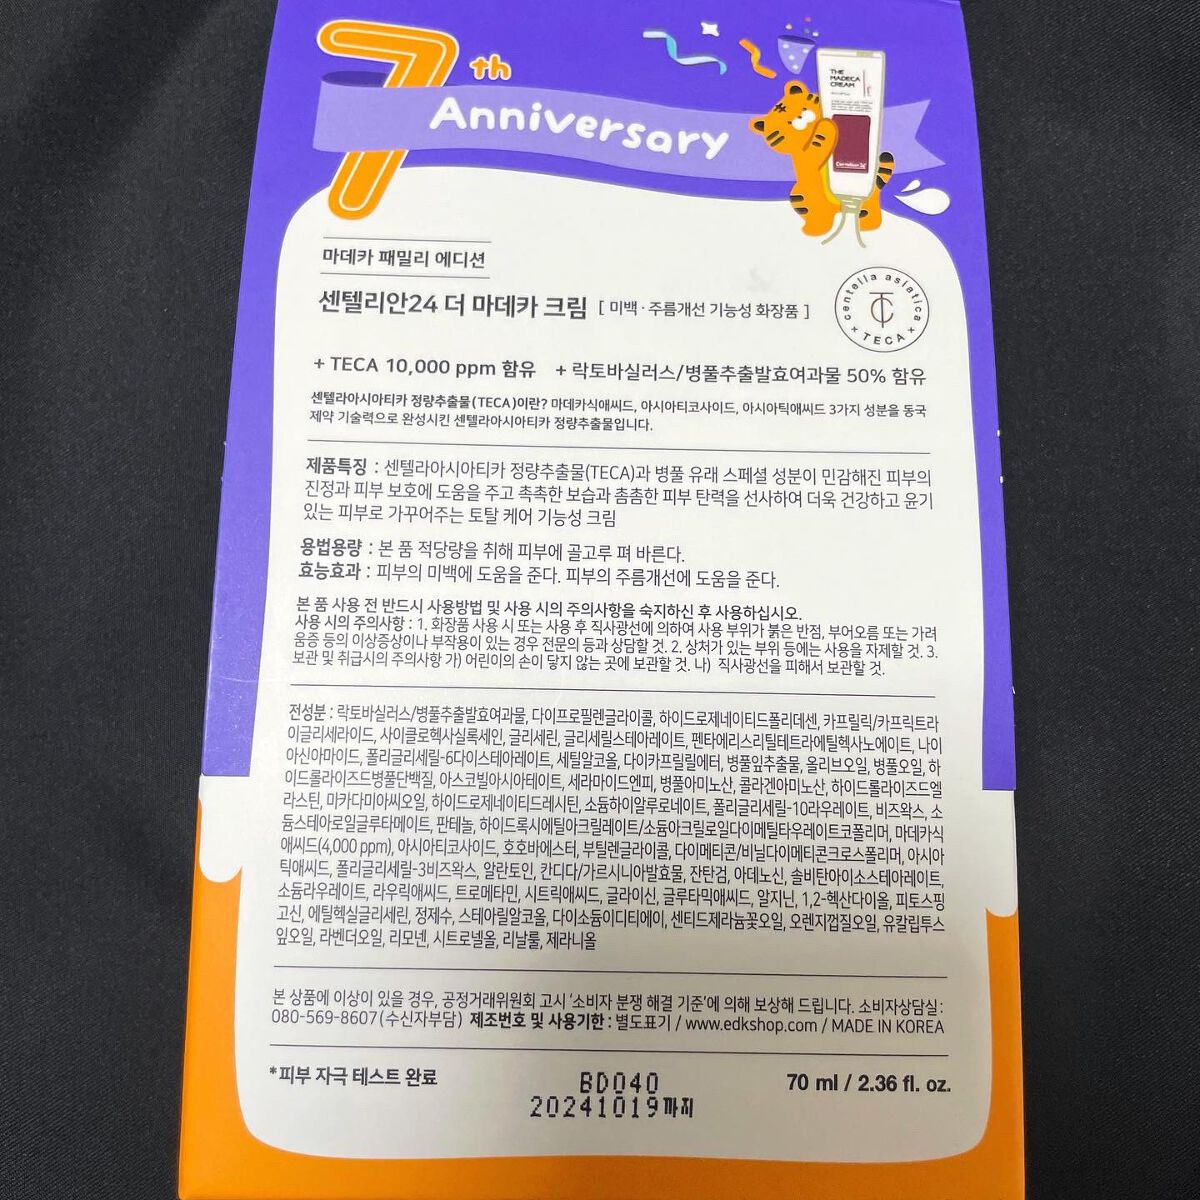 7th
Anniversary
THE
MADECA
CREAM
Centellian 24
마데카 패밀리 에디션
센텔리안24 더 마데카 크림 [ 미백 · 주름개선 기능성 화장품 ]
centella asiatica
TECA
+ TECA 10,000 ppm 함유 + 락토바실러스/병풀추출발효여과물 50% 함유
센텔라아시아티카 정량추출물(TECA)이란? 마데카식애씨드, 아시아티코사이드, 아시아틱애씨드 3가지 성분을 동국
제약 기술력으로 완성시킨 센텔라아시아티카 정량추출물입니다.
제품특징 : 센텔라아시아티카 정량추출물(TECA)과 병풀 유래 스페셜 성분이 민감해진 피부의
진정과 피부 보호에 도움을 주고 촉촉한 보습과 촘촘한 피부 탄력을 선사하여 더욱 건강하고 윤기
있는 피부로 가꾸어주는 토탈 케어 기능성 크림
용법용량 : 본 품 적당량을 취해 피부에 골고루 펴 바른다.
효능효과 : 피부의 미백에 도움을 준다. 피부의 주름개선에 도움을 준다.
본 품 사용 전 반드시 사용방법 및 사용 시의 주의사항을 숙지하신 후 사용하십시오.
사용 시의 주의사항 : 1. 화장품 사용 시 또는 사용 후 직사광선에 의하여 사용 부위가 붉은 반점, 부어오름 또는 가려
움증 등의 이상증상이나 부작용이 있는 경우 전문의 등과 상담할 것. 2. 상처가 있는 부위 등에는 사용을 자제할 것. 3.
보관 및 취급시의 주의사항 가) 어린이의 손이 닿지 않는 곳에 보관할 것. 나) 직사광선을 피해서 보관할 것.
전성분 : 락토바실러스/병풀추출발효여과물, 다이프로필렌글라이콜, 하이드로제네이티드폴리데센, 카프릴릭/카프릭트라
이글리세라이드, 사이클로헥사실록세인, 글리세린, 글리세릴스테아레이트, 펜타에리스리틸테트라에틸헥사노에이트, 나이
아신아마이드, 폴리글리세릴-6다이스테아레이트, 세틸알코올, 다이카프릴릴에터, 병풀잎추출물, 올리브오일, 병풀오일, 하
이드롤라이즈드병풀단백질, 아스코빌아시아테이트, 세라마이드엔피, 병풀아미노산, 콜라겐아미노산, 하이드롤라이즈드엘
라스틴, 마카다미아씨오일, 하이드로제네이티드레시틴, 소듐하이알루로네이트, 폴리글리세릴-10라우레이트, 비즈왁스, 소
듐스테아로일글루타메이트, 판테놀, 하이드록시에틸아크릴레이트/소듐아크릴로일다이메틸타우레이트코폴리머, 마데카식
애씨드(4,000 ppm), 아시아티코사이드, 호호바에스터, 부틸렌글라이콜, 다이메티콘/비닐다이메티콘크로스폴리머, 아시아
틱애씨드, 폴리글리세릴-3비즈왁스, 알란토인, 칸디다/가르시니아발효물, 잔탄검, 아데노신, 솔비탄아이소스테아레이트,
소듐라우레이트, 라우릭애씨드, 트로메타민, 시트릭애씨드, 글라이신, 글루타믹애씨드, 알지닌, 1,2-헥산다이올, 피토스핑
고신, 에틸헥실글리세린, 정제수, 스테아릴알코올, 다이소듐이디티에이, 센티드제라늄꽃오일, 오렌지껍질오일, 유칼립투스
잎오일, 라벤더오일, 리모넨, 시트로넬올, 리날룰, 제라니올
본 상품에 이상이 있을 경우, 공정거래위원회 고시 '소비자 분쟁 해결 기준'에 의해 보상해 드립니다. 소비자상담실:
080-569-8607(수신자부담) 제조번호 및 사용기한 : 별도표기 / www.edkshop.com / MADE IN KOREA
*피부 자극 테스트 완료
BD040
20241019까지
70 ml / 2.36 fl. oz.